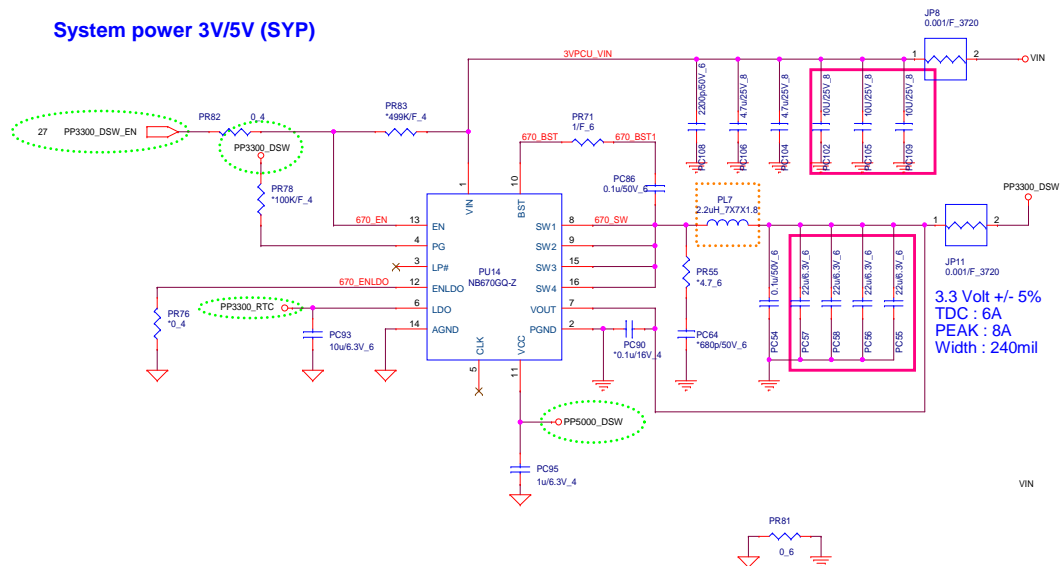 System power 3V/5V (SYP)
JP8
0.001/F_3720
1
2
VIN
3VPCU_VIN
2200p/50V_6
PC108
4.7u/25V_8
PC106
4.7u/25V_8
PC104
10U/25V_8
PC102
10U/25V_8
PC105
10U/25V_8
PC109
27
PP3300_DSW_EN
PR82
0_4
PR83
*499K/F_4
PR71
1/F_6
670_BST
670_BST1
PP3300_DSW
PR78
*100K/F_4
PC86
0.1u/50V_6
1
10
VIN
BST
670_EN
13
EN
4
PG
3
LP#
670_ENLDO
12
ENLDO
6
LDO
14
AGND
PU14
NB670GQ-Z
SW1
8
670_SW
SW2
9
SW3
15
SW4
16
VOUT
7
PGND
2
CLK
5
VCC
11
PL7
2.2uH_7X7X1.8
PR55
*4.7_6
PC64
*680p/50V_6
PC90
*0.1u/16V_4
PR76
*0_4
PP3300_RTC
PC93
10u/6.3V_6
PP5000_DSW
PC95
1u/6.3V_4
0.1u/50V_6
PC54
22u/6.3V_6
PC57
22u/6.3V_6
PC58
22u/6.3V_6
PC56
22u/6.3V_6
PC55
PP3300_DSW
1
2
JP11
0.001/F_3720
3.3 Volt +/- 5%
TDC : 6A
PEAK : 8A
Width : 240mil
VIN
PR81
0_6